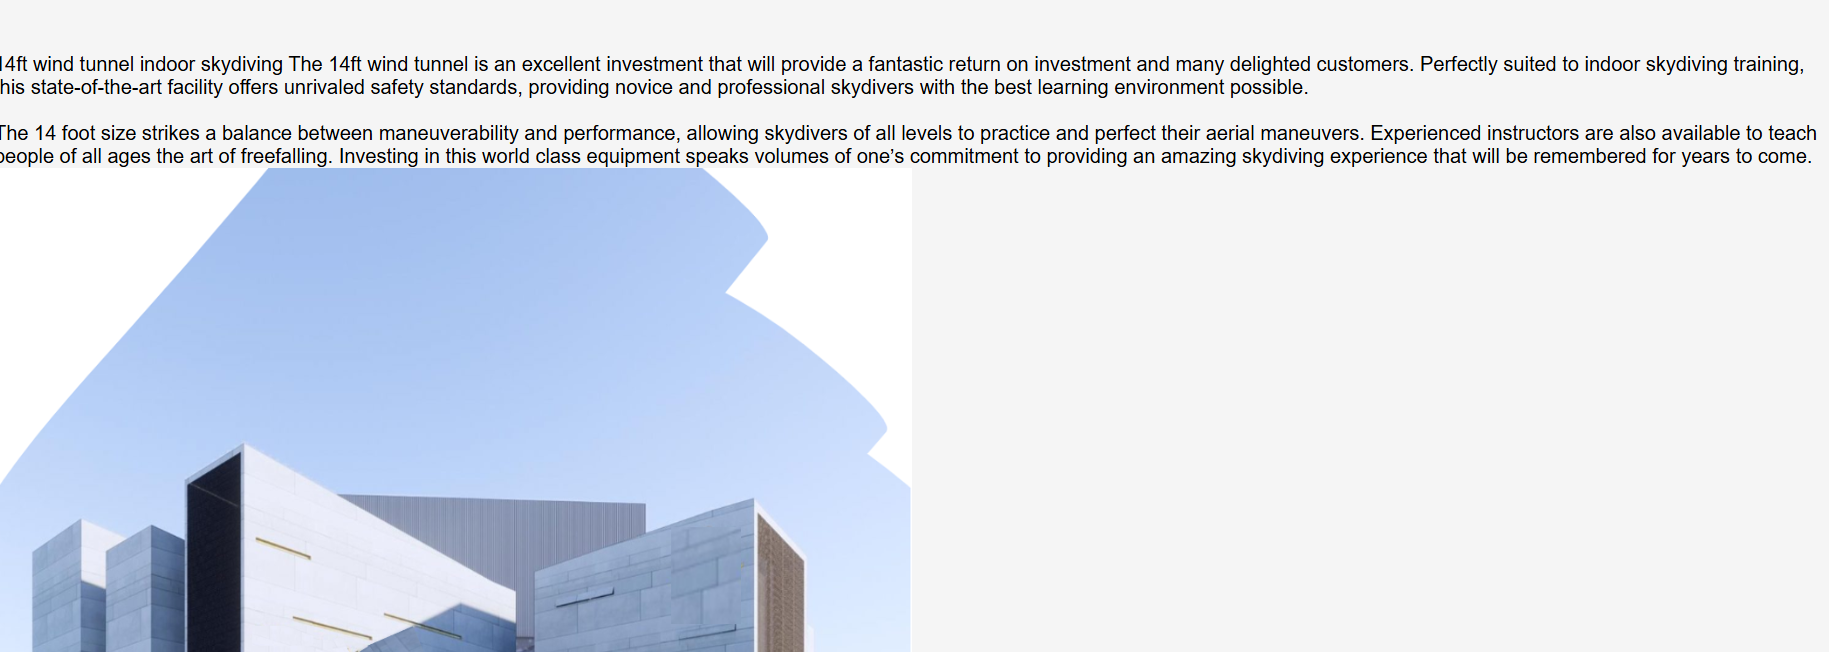 14ft wind tunnel indoor skydiving The 14ft wind tunnel is an excellent investment that will provide a fantastic return on investment and many delighted customers. Perfectly suited to indoor skydiving training,
this state-of-the-art facility offers unrivaled safety standards, providing novice and professional skydivers with the best learning environment possible.
The 14 foot size strikes a balance between maneuverability and performance, allowing skydivers of all levels to practice and perfect their aerial maneuvers. Experienced instructors are also available to teach
people of all ages the art of freefalling. Investing in this world class equipment speaks volumes of one’s commitment to providing an amazing skydiving experience that will be remembered for years to come.